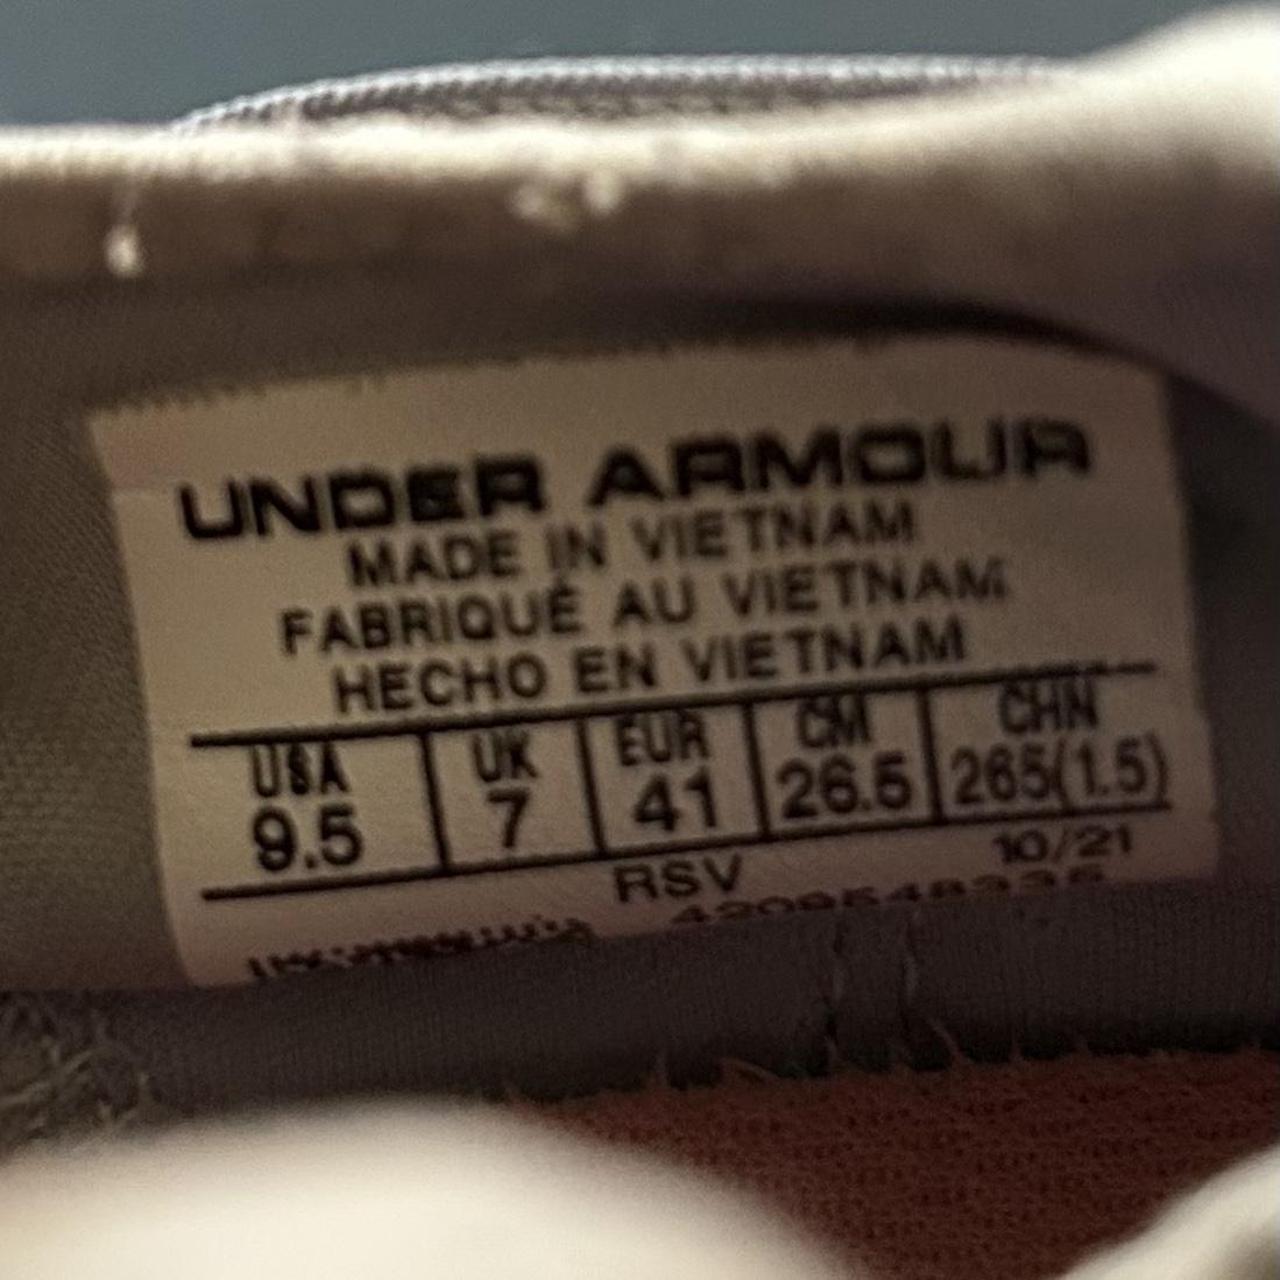 UNDER ARMOUR
MADE IN VIETNAM
FABRIQUÉ AU VIETNAM
HECHO EN VIETNAM
USA UK EUR CM CHN
9.5 7 41 26.5 265(1.5)
RSV 10/21